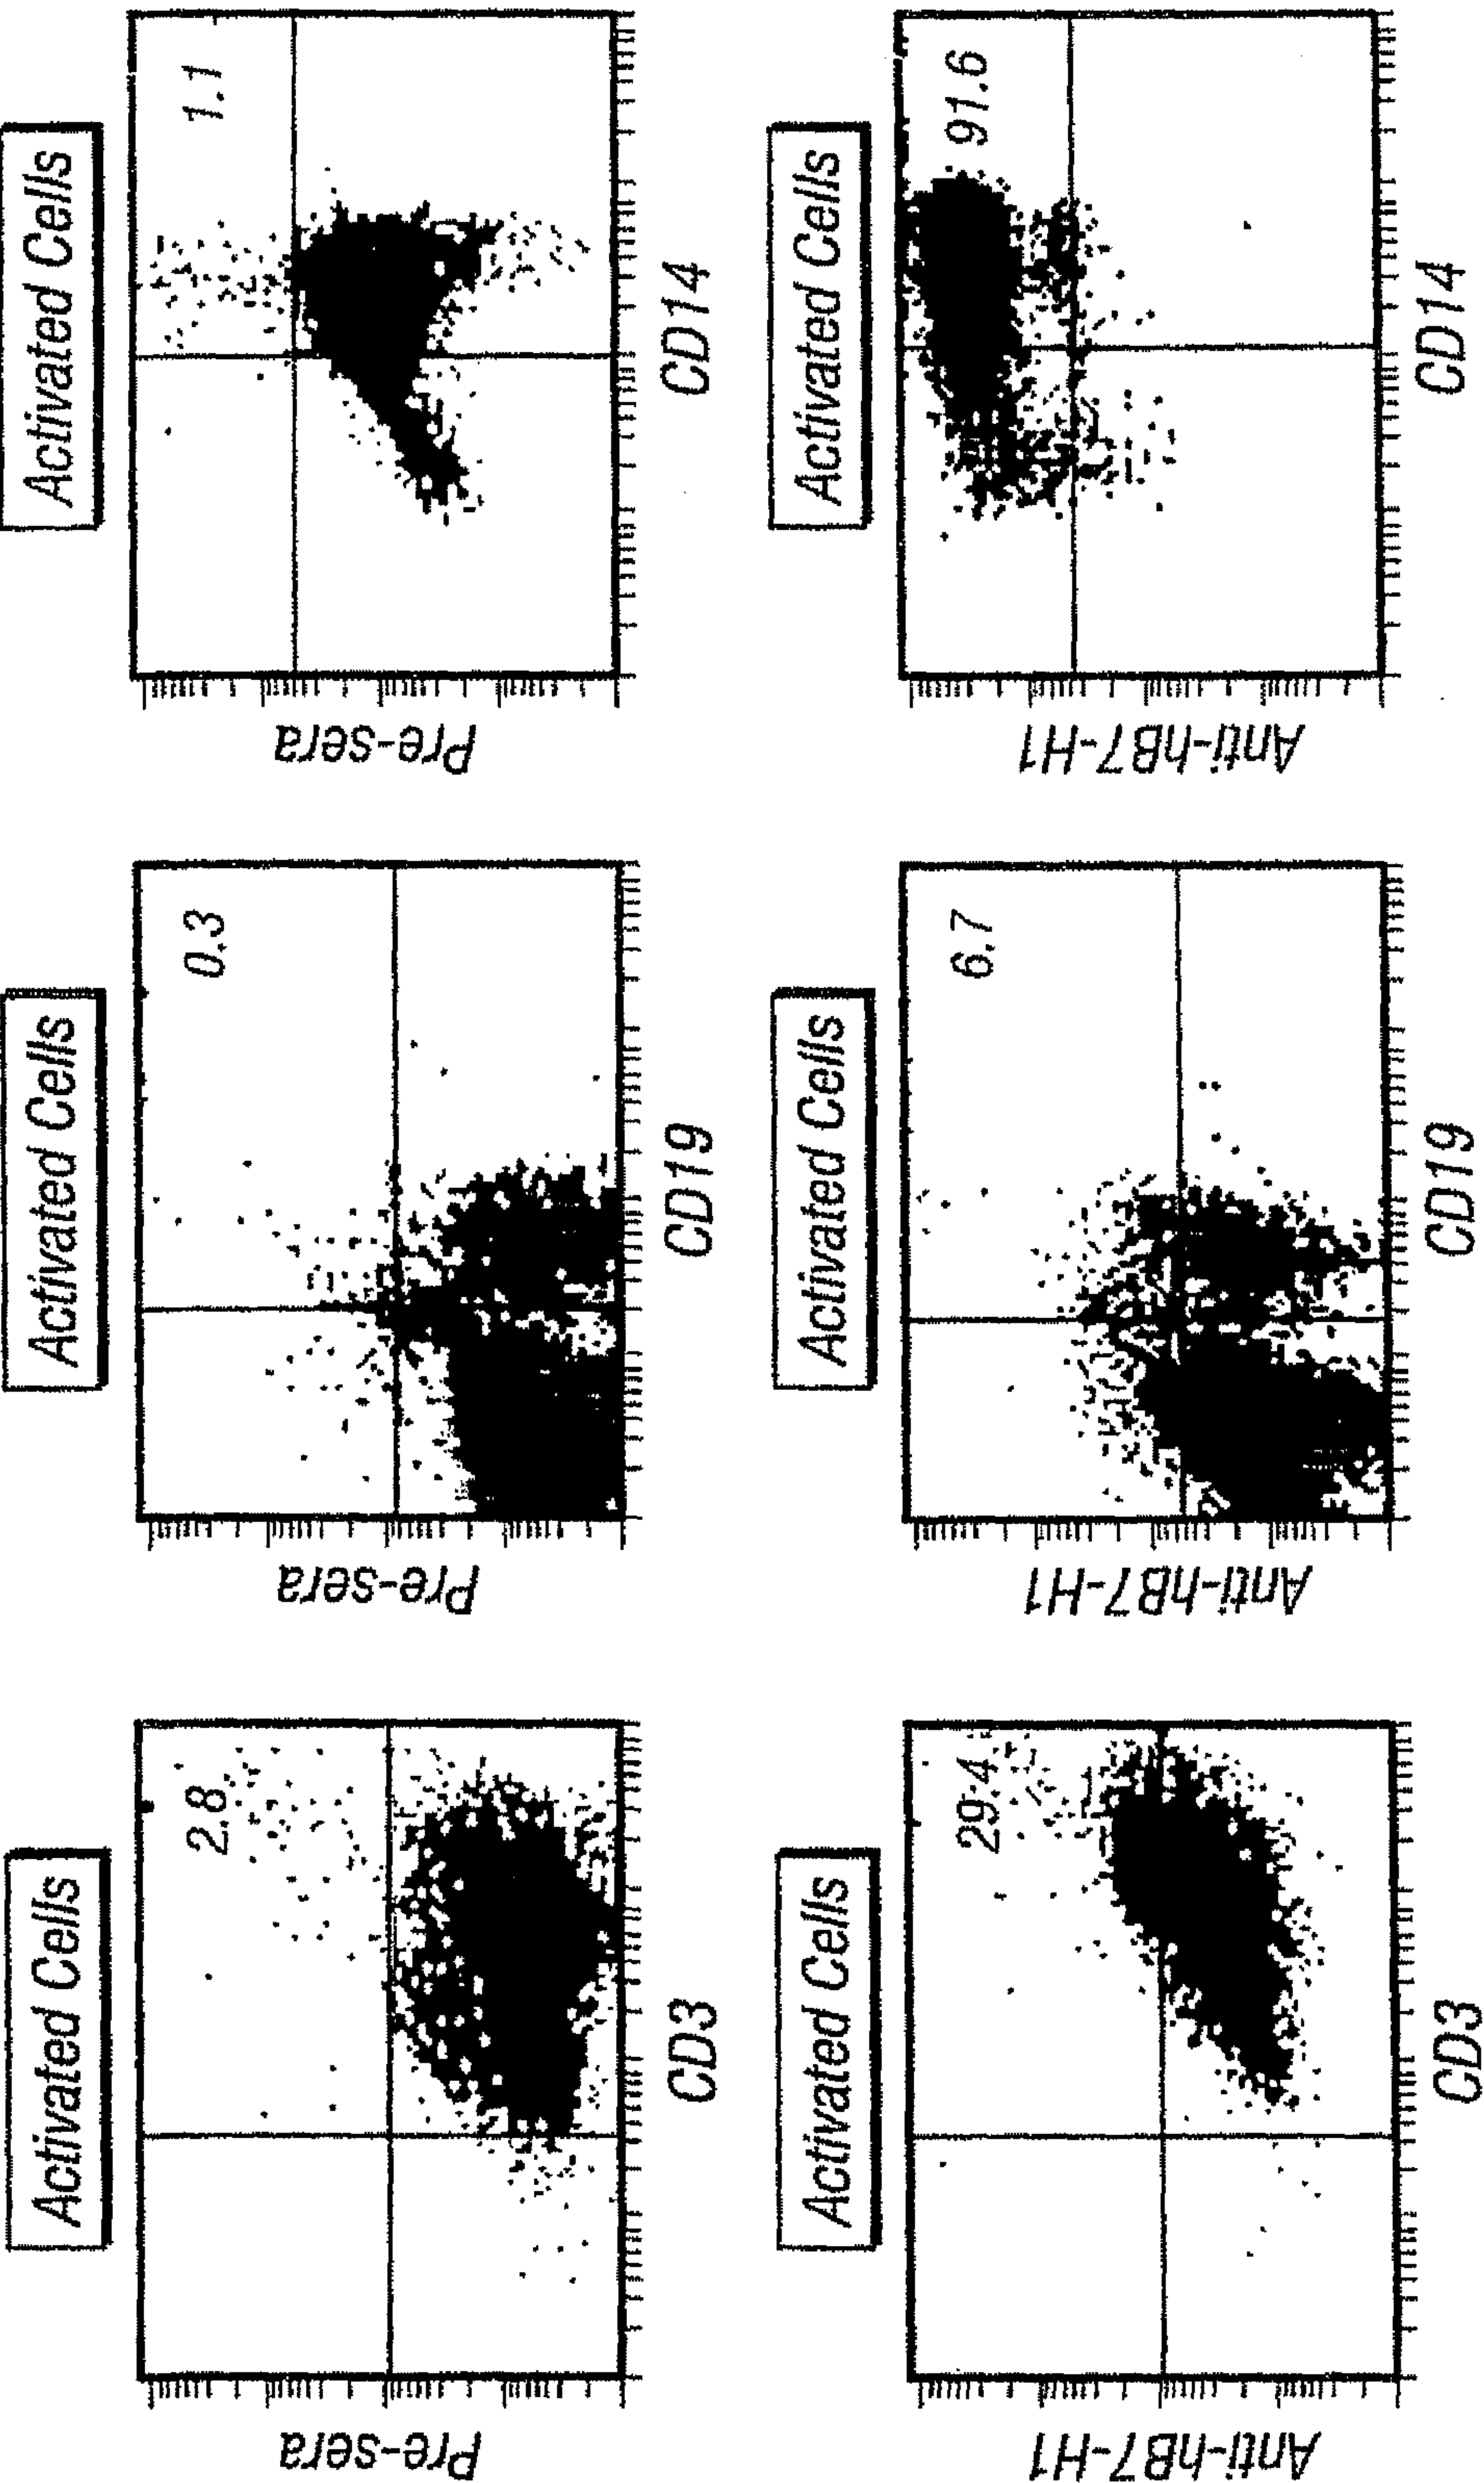 Activated Cells
2.8
Pre-sera
CD3
Activated Cells
0.3
Pre-sera
CD19
Activated Cells
1.1
Pre-sera
CD14
Activated Cells
29.4
Anti-hB7-H1
CD3
Activated Cells
6.7
Anti-hB7-H1
CD19
Activated Cells
91.6
Anti-hB7-H1
CD14